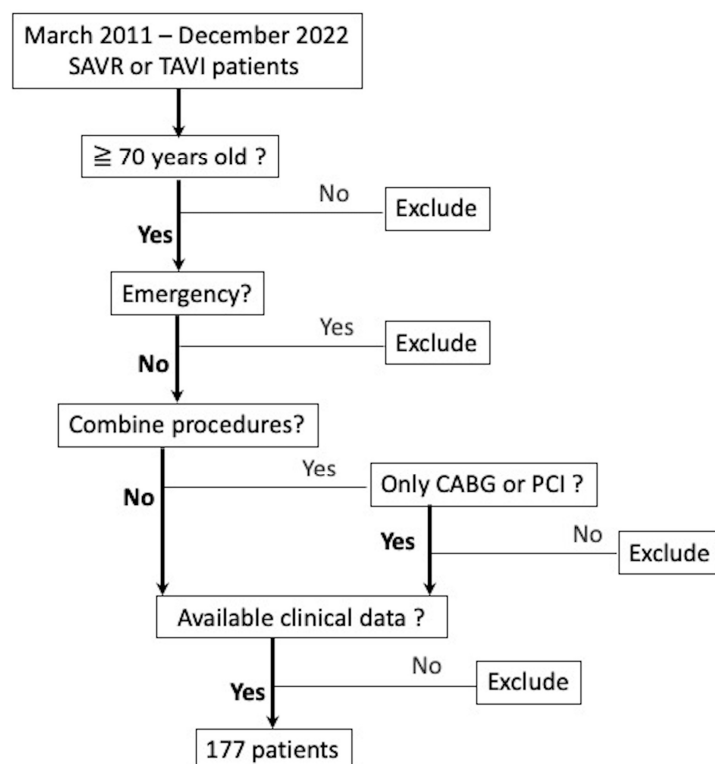 March 2011 – December 2022
SAVR or TAVI patients
≧ 70 years old ?
No
Exclude
Yes
Emergency?
Yes
Exclude
No
Combine procedures?
Yes
Only CABG or PCI ?
No
Yes
No
Exclude
Available clinical data ?
No
Exclude
Yes
177 patients